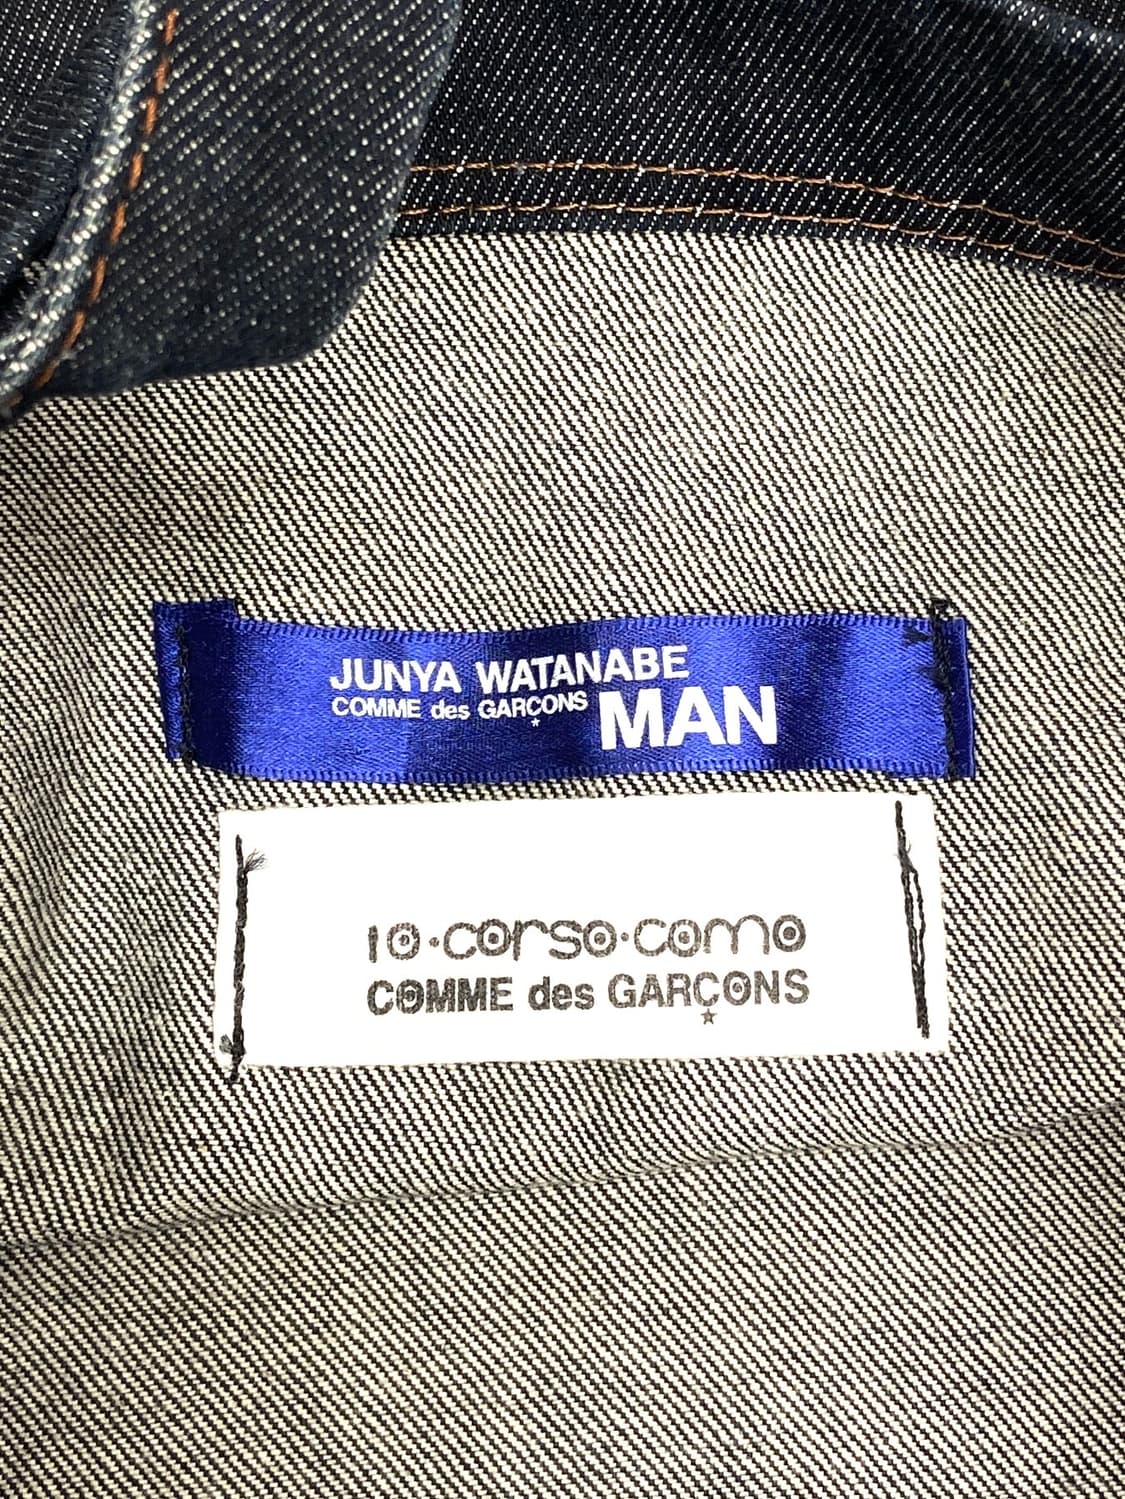 JUNYA WATANABE
COMME des GARÇONS MAN
10·corso·como
COMME des GARÇONS